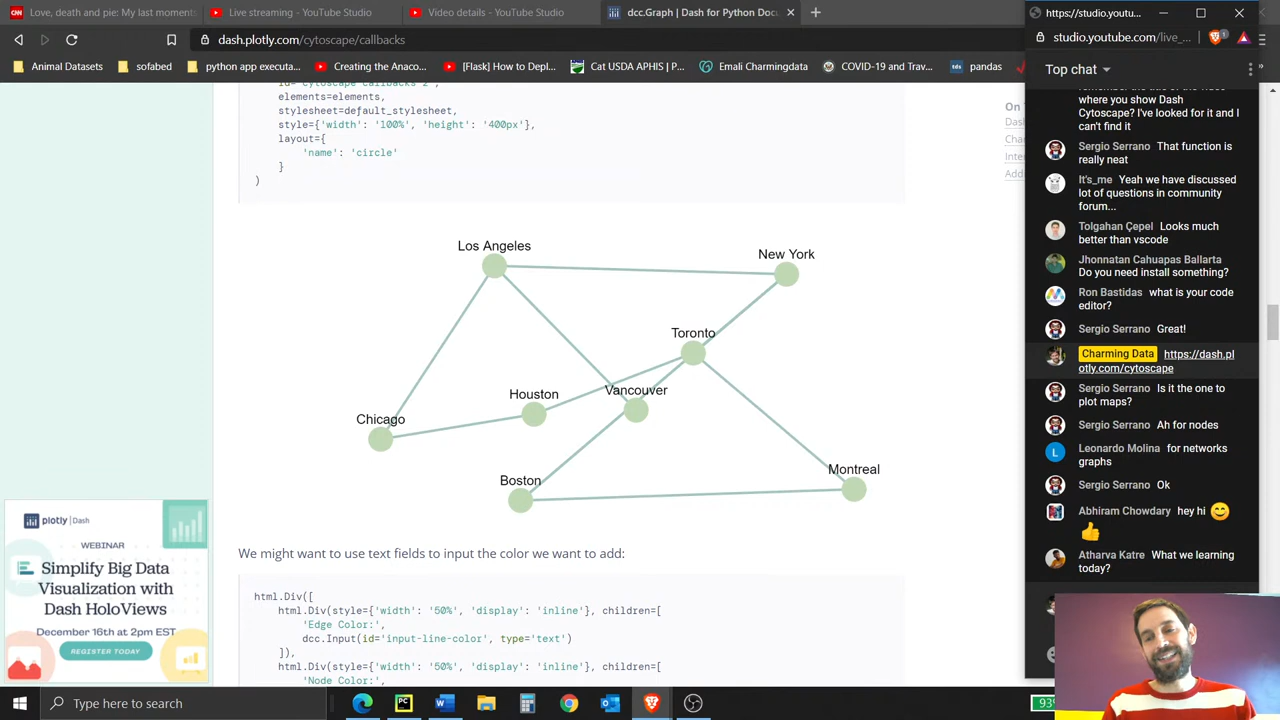 Love, death and pie: My last moments
Live streaming - YouTube Studio
Video details - YouTube Studio
dcc.Graph | Dash for Python Docu
https://studio.youtu...
dash.plotly.com/cytoscape/callbacks
studio.youtube.com/live_...
1
Animal Datasets
sofabed
python app executa...
Creating the Anaco...
[Flask] How to Depl...
Cat USDA APHIS | P...
Emali charmingdata
COVID-19 and Trav...
tds
pandas
Top chat
elements=elements,
stylesheet=default_stylesheet,
style={'width': '100%', 'height': '400px'},
layout={
'name': 'circle'
}
)
Los Angeles
New York
Toronto
Vancouver
Houston
Chicago
Boston
Montreal
We might want to use text fields to input the color we want to add:
html.Div([
html.Div(style={'width': '50%', 'display': 'inline'}, children=[
'Edge Color:',
dcc.Input(id='input-line-color', type='text')
]),
html.Div(style={'width': '50%', 'display': 'inline'}, children=[
'Node Color:',
On
Das
Cha
Inte
Add
plotly | Dash
WEBINAR
Simplify Big Data
Visualization with
Dash HoloViews
December 16th at 2pm EST
REGISTER TODAY
where you show Dash
Cytoscape? I've looked for it and I
can't find it
Sergio Serrano That function is
really neat
It's_me Yeah we have discussed
lot of questions in community
forum...
Tolgahan Çepel Looks much
better than vscode
Jhonnatan Cahuapas Ballarta
Do you need install something?
Ron Bastidas what is your code
editor?
Sergio Serrano Great!
Charming Data https://dash.pl
otly.com/cytoscape
Sergio Serrano Is it the one to
plot maps?
Sergio Serrano Ah for nodes
L
Leonardo Molina for networks
graphs
Sergio Serrano Ok
Abhiram Chowdary hey hi
Atharva Katre What we learning
today?
Type here to search
PC
W
93%